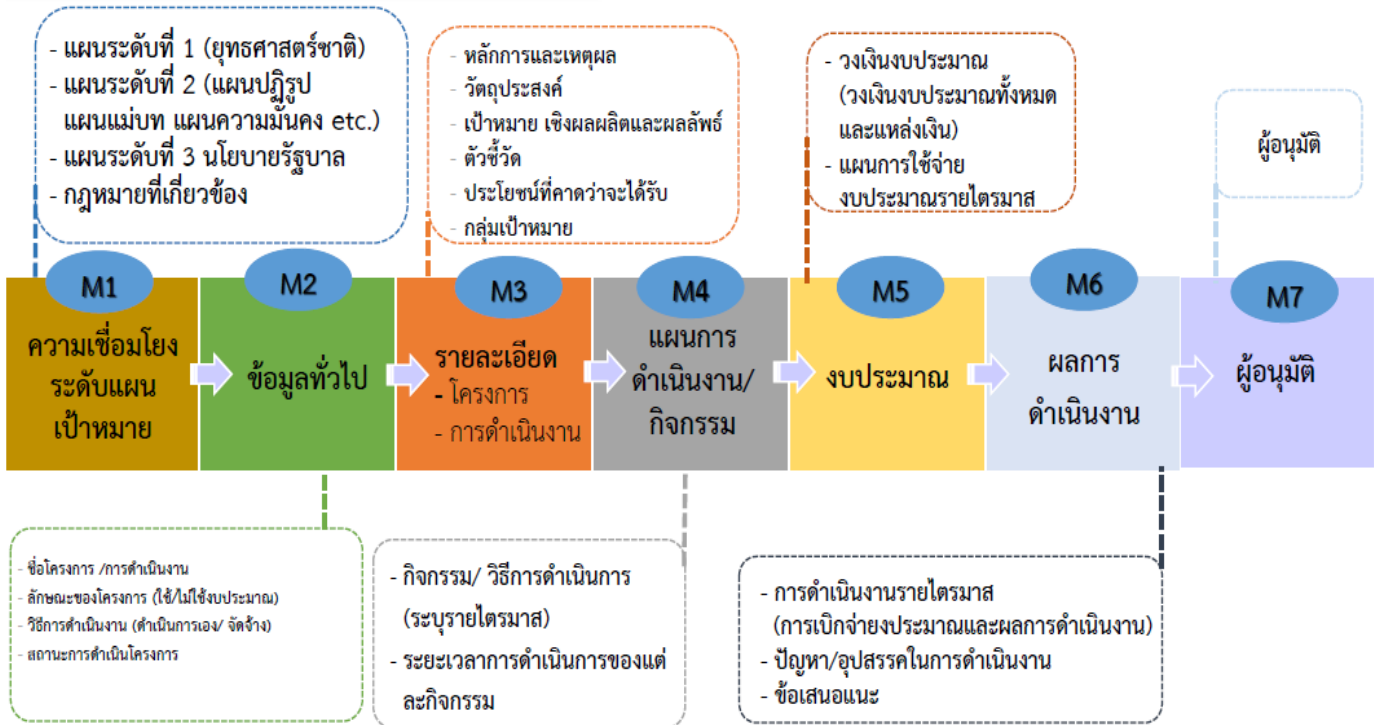 - แผนระดับที่ 1 (ยุทธศาสตร์ชาติ)
- แผนระดับที่ 2 (แผนปฏิรูป
แผนแม่บท แผนความมั่นคง etc.)
- แผนระดับที่ 3 นโยบายรัฐบาล
- กฎหมายที่เกี่ยวข้อง
- หลักการและเหตุผล
- วัตถุประสงค์
- เป้าหมาย เชิงผลผลิตและผลลัพธ์
- ตัวชี้วัด
- ประโยชน์ที่คาดว่าจะได้รับ
- กลุ่มเป้าหมาย
- วงเงินงบประมาณ
(วงเงินงบประมาณทั้งหมด
และแหล่งเงิน)
- แผนการใช้จ่าย
งบประมาณรายไตรมาส
ผู้อนุมัติ
M1
ความเชื่อมโยง
ระดับแผน
เป้าหมาย
M2
ข้อมูลทั่วไป
M3
รายละเอียด
- โครงการ
- การดำเนินงาน
M4
แผนการ
ดำเนินงาน/
กิจกรรม
M5
งบประมาณ
M6
ผลการ
ดำเนินงาน
M7
ผู้อนุมัติ
- ชื่อโครงการ /การดำเนินงาน
- ลักษณะของโครงการ (ใช้/ไม่ใช้งบประมาณ)
- วิธีการดำเนินงาน (ดำเนินการเอง/ จัดจ้าง)
- สถานะการดำเนินโครงการ
- กิจกรรม/ วิธีการดำเนินการ
(ระบุรายไตรมาส)
- ระยะเวลาการดำเนินการของแต่
ละกิจกรรม
- การดำเนินงานรายไตรมาส
(การเบิกจ่ายงประมาณและผลการดำเนินงาน)
- ปัญหา/อุปสรรคในการดำเนินงาน
- ข้อเสนอแนะ